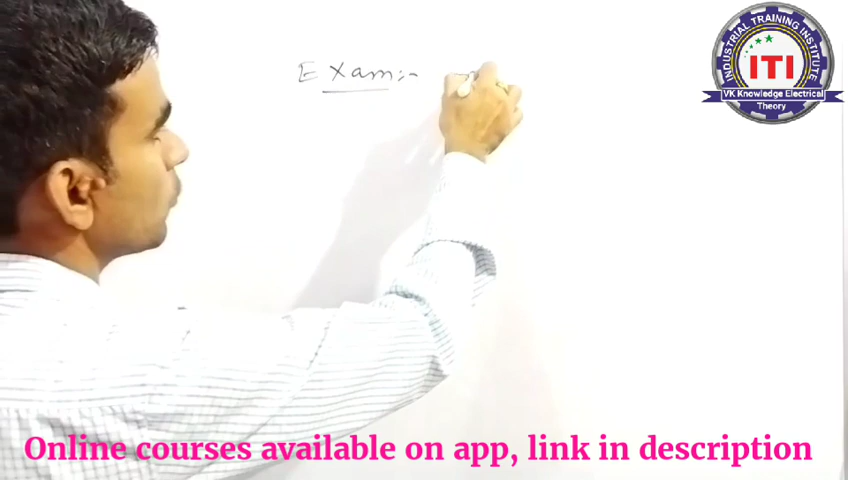 Exam:-
INDUSTRIAL TRAINING INSTITUTE
ITI
VK Knowledge Electrical
Theory
Online courses available on app, link in description